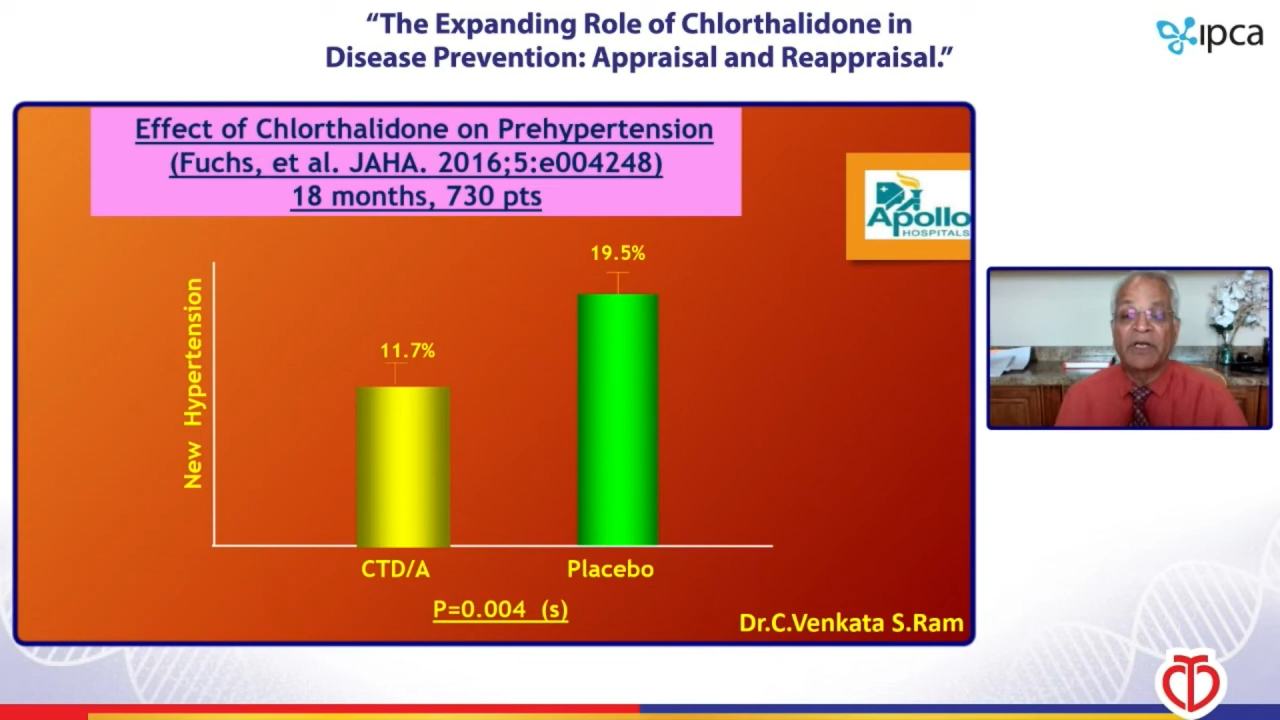 “The Expanding Role of Chlorthalidone in
Disease Prevention: Appraisal and Reappraisal.”
ipca
Effect of Chlorthalidone on Prehypertension
(Fuchs, et al. JAHA. 2016;5:e004248)
18 months, 730 pts
Apollo
HOSPITALS
19.5%
11.7%
New Hypertension
CTD/A
Placebo
P=0.004 (s)
Dr.C.Venkata S.Ram